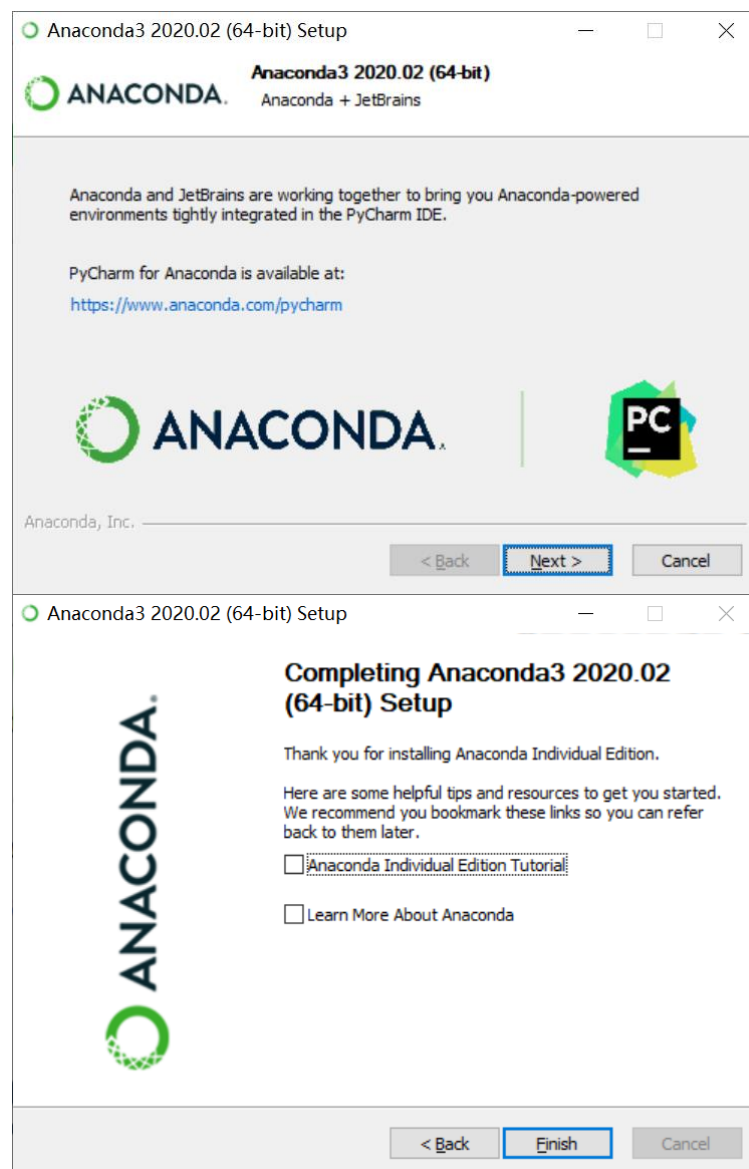 Anaconda3 2020.02 (64-bit) Setup
ANACONDA.
Anaconda3 2020.02 (64-bit)
Anaconda + JetBrains
Anaconda and JetBrains are working together to bring you Anaconda-powered
environments tightly integrated in the PyCharm IDE.
PyCharm for Anaconda is available at:
https://www.anaconda.com/pycharm
ANACONDA.
PC
Anaconda, Inc.
< Back
Next >
Cancel
Anaconda3 2020.02 (64-bit) Setup
ANACONDA.
Completing Anaconda3 2020.02
(64-bit) Setup
Thank you for installing Anaconda Individual Edition.
Here are some helpful tips and resources to get you started.
We recommend you bookmark these links so you can refer
back to them later.
Anaconda Individual Edition Tutorial
Learn More About Anaconda
< Back
Finish
Cancel